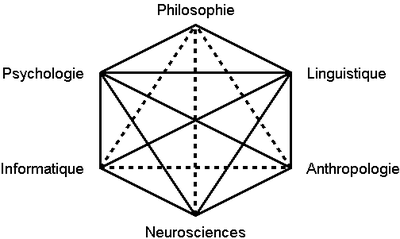 Philosophie
Psychologie
Linguistique
Informatique
Anthropologie
Neurosciences